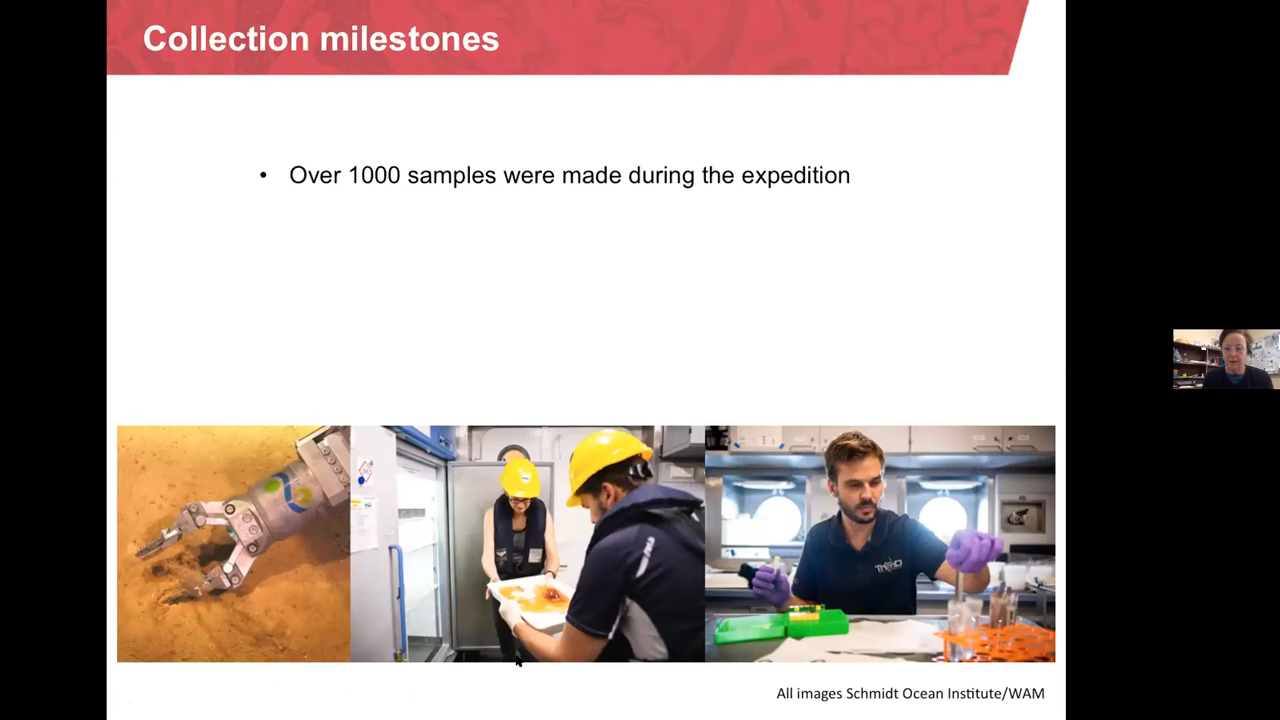 Collection milestones
• Over 1000 samples were made during the expedition
All images Schmidt Ocean Institute/WAM